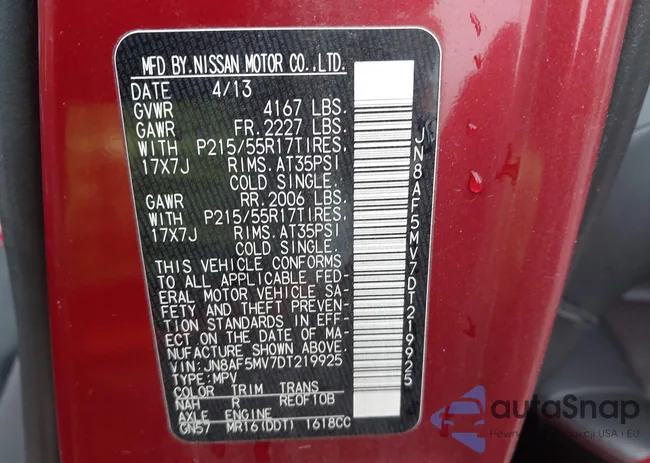 MFD BY.NISSAN MOTOR CO.,LTD.
DATE 4/13
GVWR 4167 LBS.
GAWR FR.2227 LBS.
WITH P215/55R17TIRES.
17X7J RIMS.AT35PSI
COLD SINGLE.
GAWR RR.2006 LBS.
WITH P215/55R17TIRES.
17X7J RIMS.AT35PSI
COLD SINGLE.
THIS VEHICLE CONFORMS
TO ALL APPLICABLE FED-
ERAL MOTOR VEHICLE SA-
FETY AND THEFT PREVEN-
TION STANDARDS IN EFF-
ECT ON THE DATE OF MA-
NUFACTURE SHOWN ABOVE.
VIN:JN8AF5MV7DT219925
TYPE:MPV
COLOR TRIM TRANS
NAH R REOF10B
AXLE ENGINE
GN57 MR16(DDT) 1618CC
JN8AF5MV7DT219925
autoSnap
USA i EU